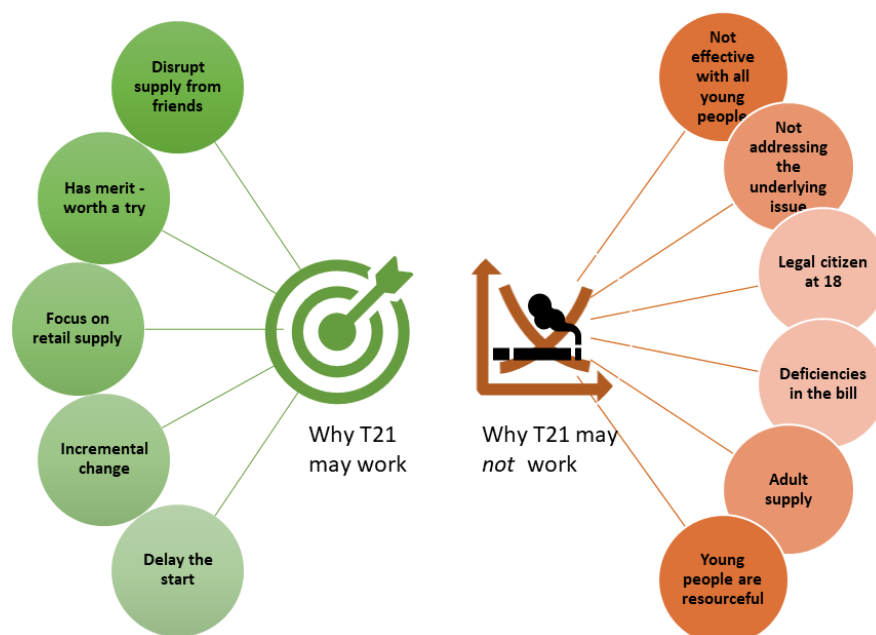 Disrupt
supply from
friends
Has merit -
worth a try
Focus on
retail supply
Incremental
change
Delay the
start
Why T21
may work
Why T21 may
not work
Not
effective
with all
young
people
Not
addressing
the
underlying
issue
Legal citizen
at 18
Deficiencies
in the bill
Adult
supply
Young
people are
resourceful